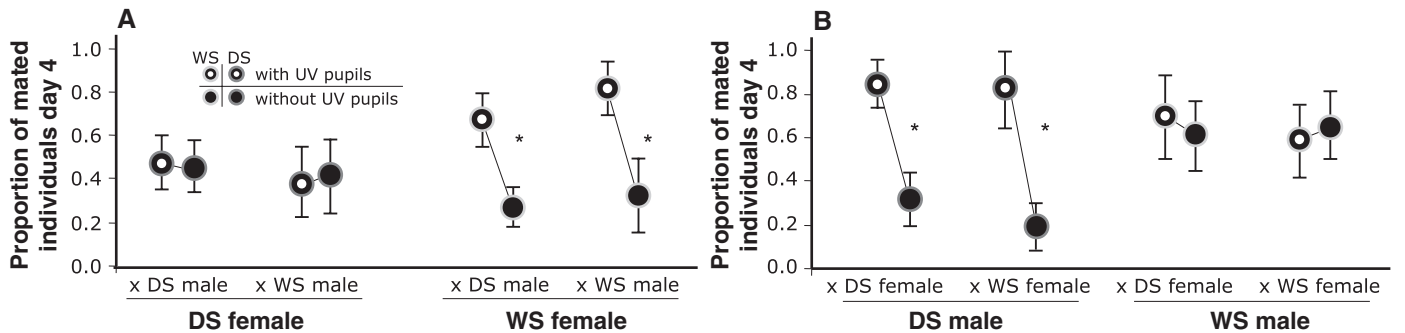 A
Proportion of mated
individuals day 4
1.0
0.8
0.6
0.4
0.2
0.0
WS DS
with UV pupils
without UV pupils
*
*
x DS male
x WS male
x DS male
x WS male
DS female
WS female
B
Proportion of mated
individuals day 4
1.0
0.8
0.6
0.4
0.2
0.0
*
*
x DS female
x WS female
x DS female
x WS female
DS male
WS male